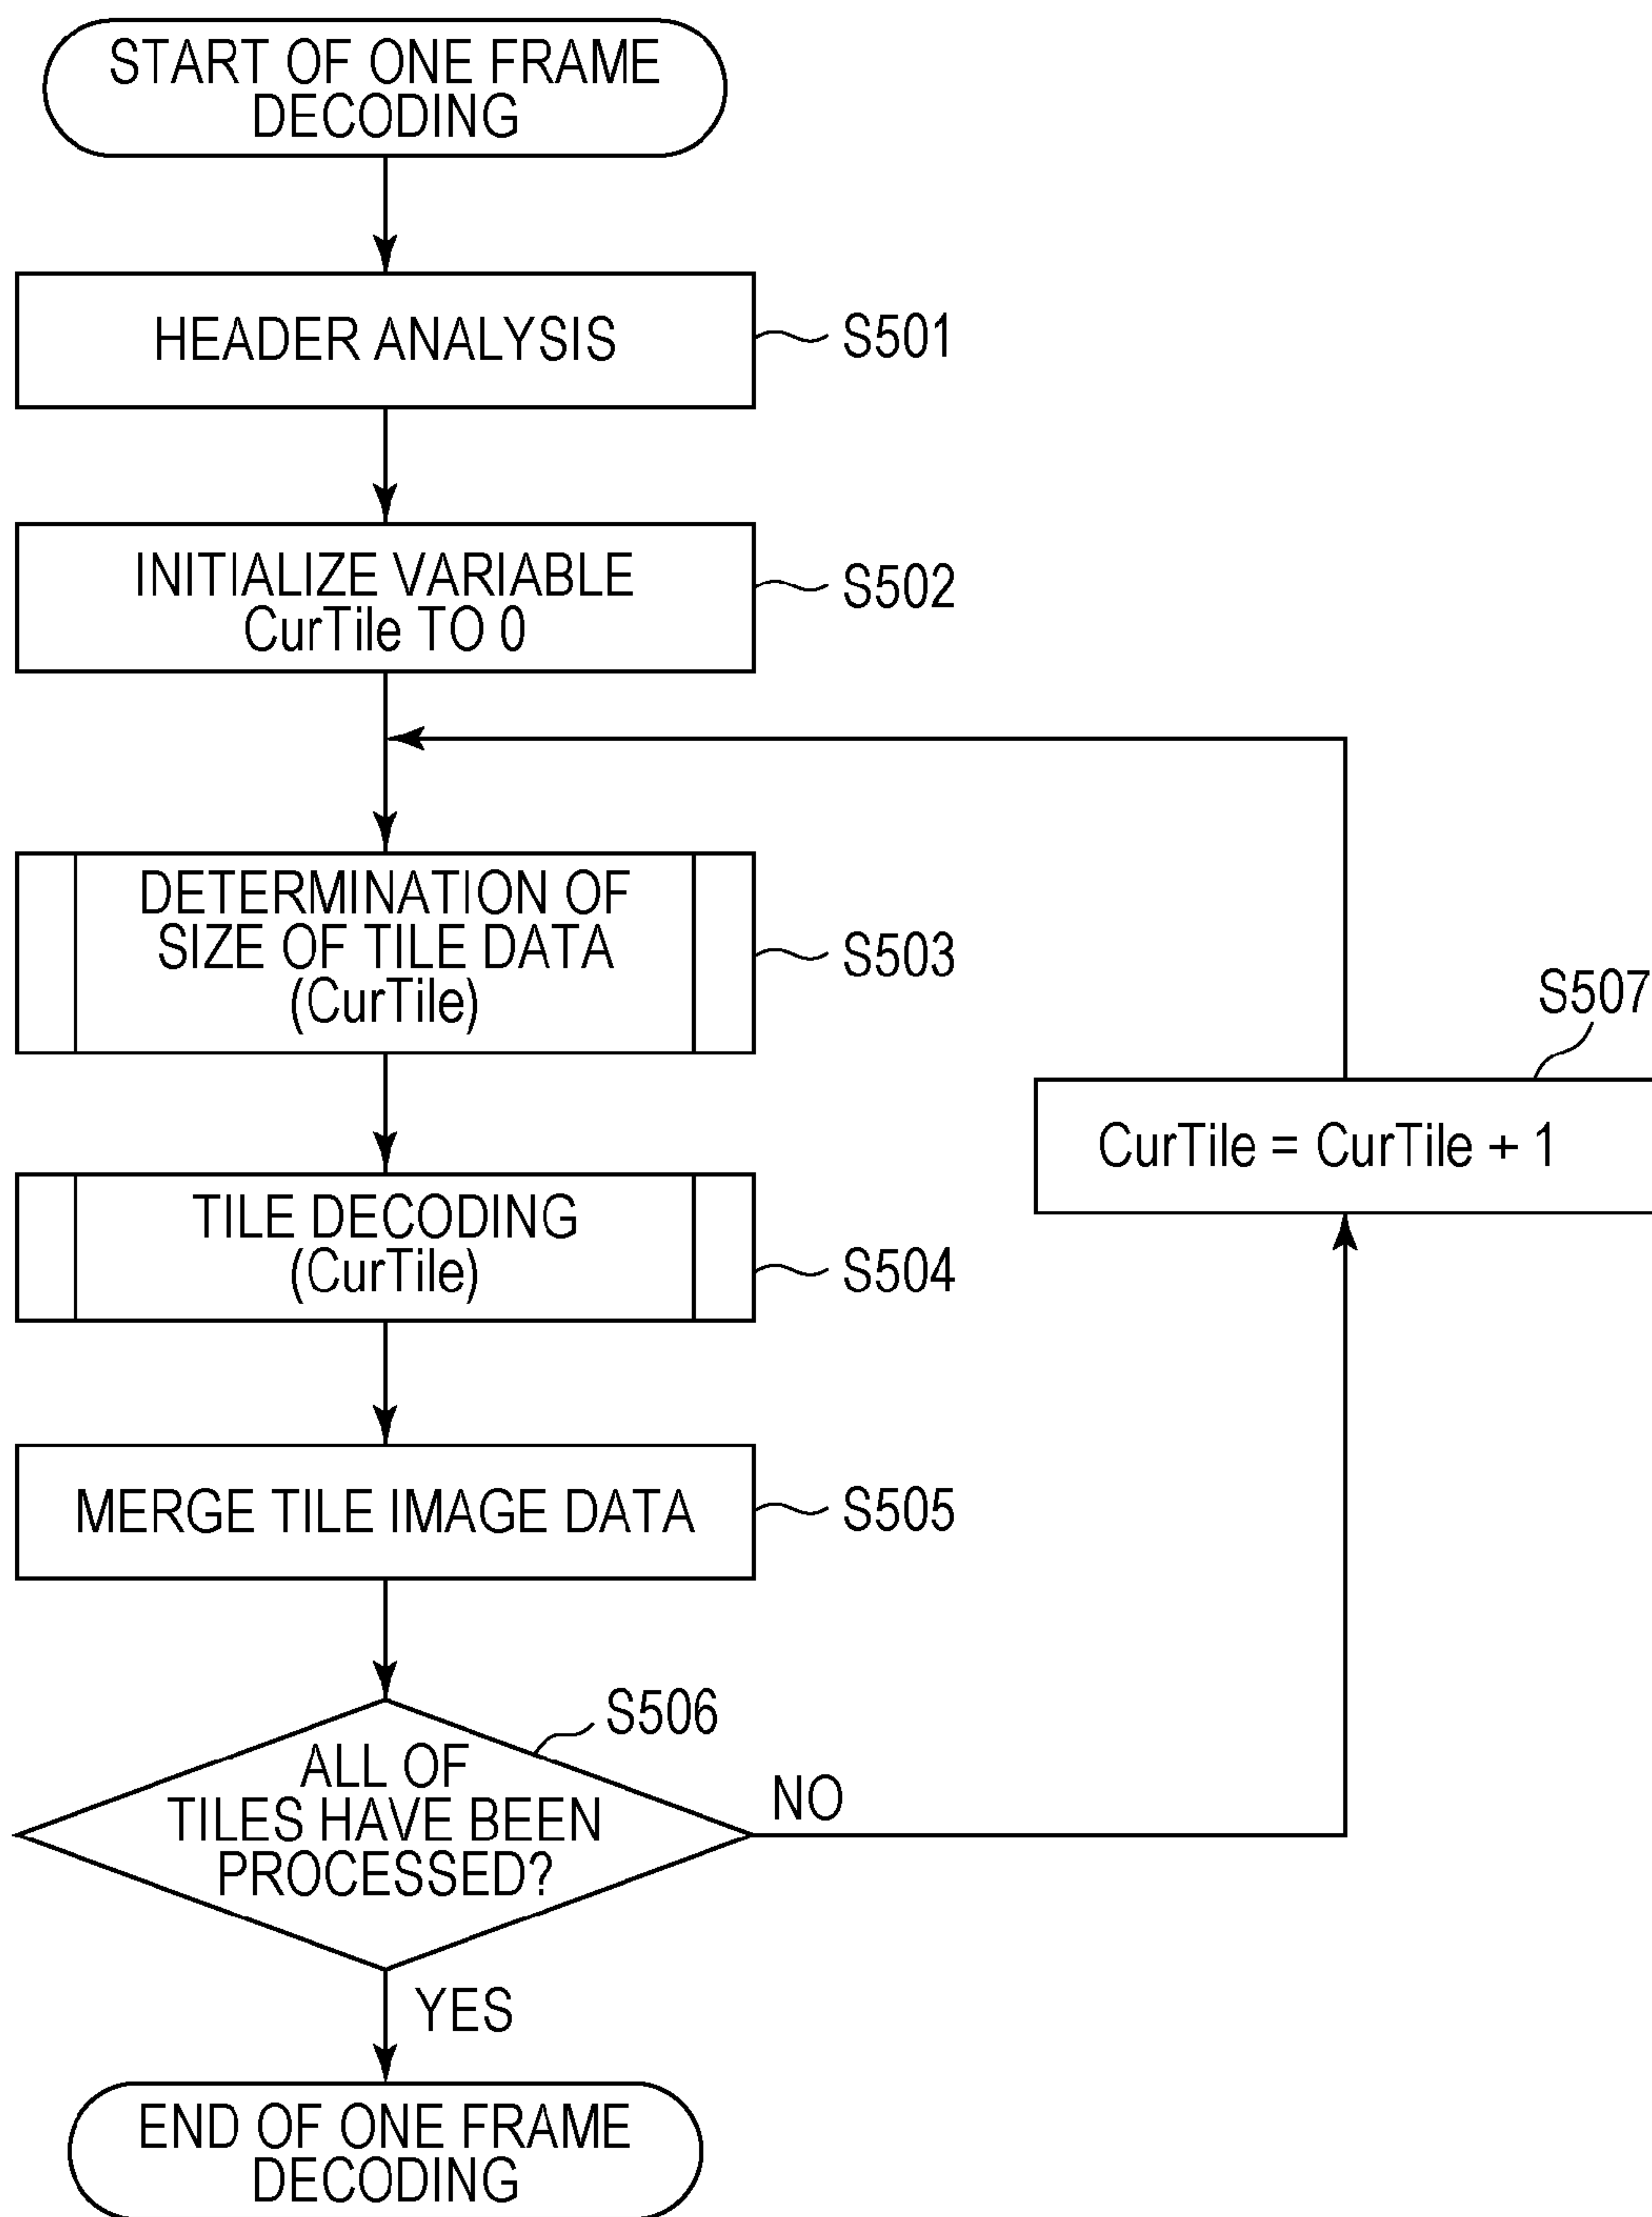 START OF ONE FRAME
DECODING
HEADER ANALYSIS
S501
INITIALIZE VARIABLE
CurTile TO 0
S502
DETERMINATION OF
SIZE OF TILE DATA
(CurTile)
S503
S507
CurTile = CurTile + 1
TILE DECODING
(CurTile)
S504
MERGE TILE IMAGE DATA
S505
S506
ALL OF
TILES HAVE BEEN
PROCESSED?
NO
YES
END OF ONE FRAME
DECODING